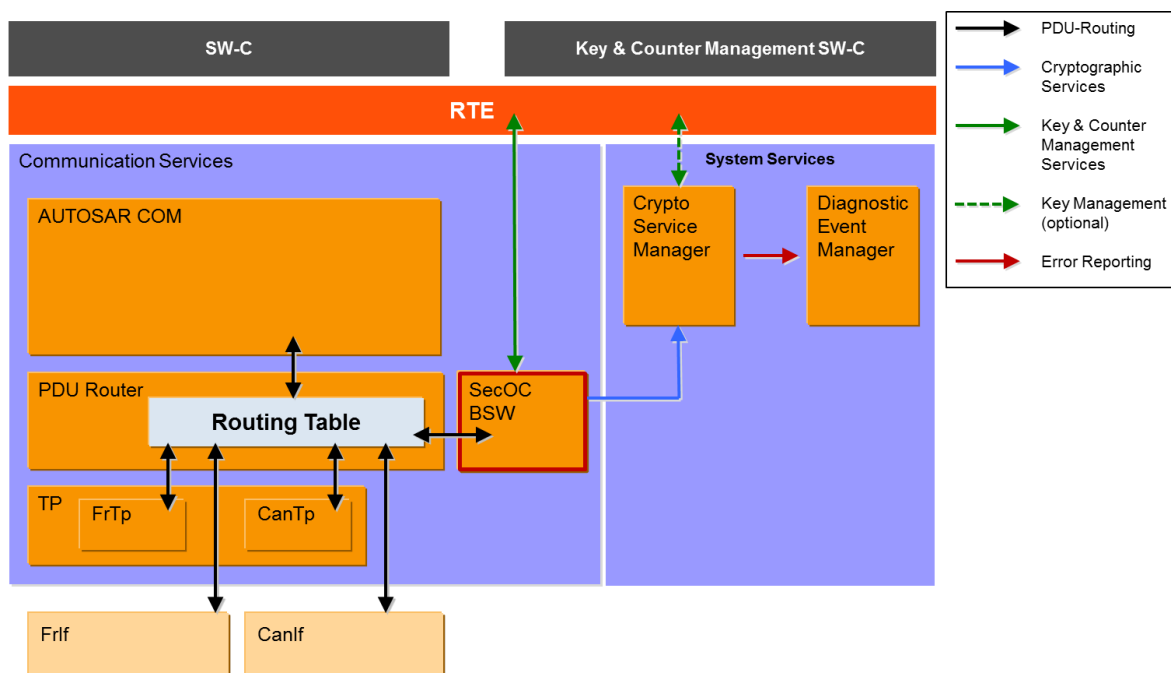 SW-C
Key & Counter Management SW-C
RTE
Communication Services
System Services
AUTOSAR COM
Crypto
Service
Manager
Diagnostic
Event
Manager
PDU Router
Routing Table
SecOC
BSW
TP
FrTp
CanTp
FrIf
CanIf
PDU-Routing
Cryptographic
Services
Key & Counter
Management
Services
Key Management
(optional)
Error Reporting